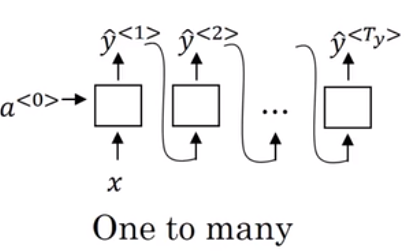 ŷ<1> ŷ<2> ŷ<Ty>
a<0> ...
x
One to many